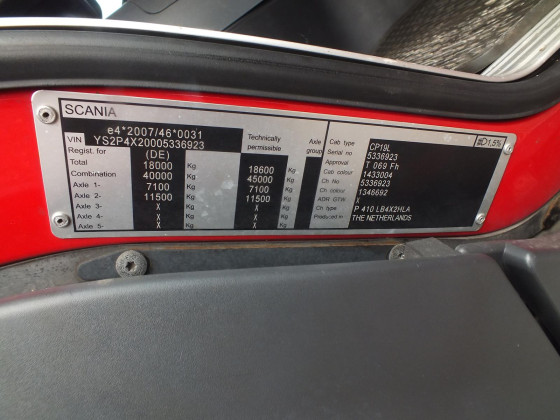 SCANIA
#D1,5%
e4*2007/46*0031
VIN YS2P4X20005336923
Regist. for (DE) Technically permissible Axle group
Total 18000 Kg 18600 Kg
Combination 40000 Kg 45000 Kg
Axle 1- 7100 Kg 7100 Kg
Axle 2- 11500 Kg 11500 Kg
Axle 3- X Kg X Kg
Axle 4- X Kg X Kg
Axle 5- X Kg X Kg
Cab type CP19L
Serial no 5336923
Approval T 069 Fh
Cab. colour 1433004
Ch No 5336923
Ch. colour 1346692
ADR GTW X
Ch. type P 410 LB4X2HLA
Produced in THE NETHERLANDS